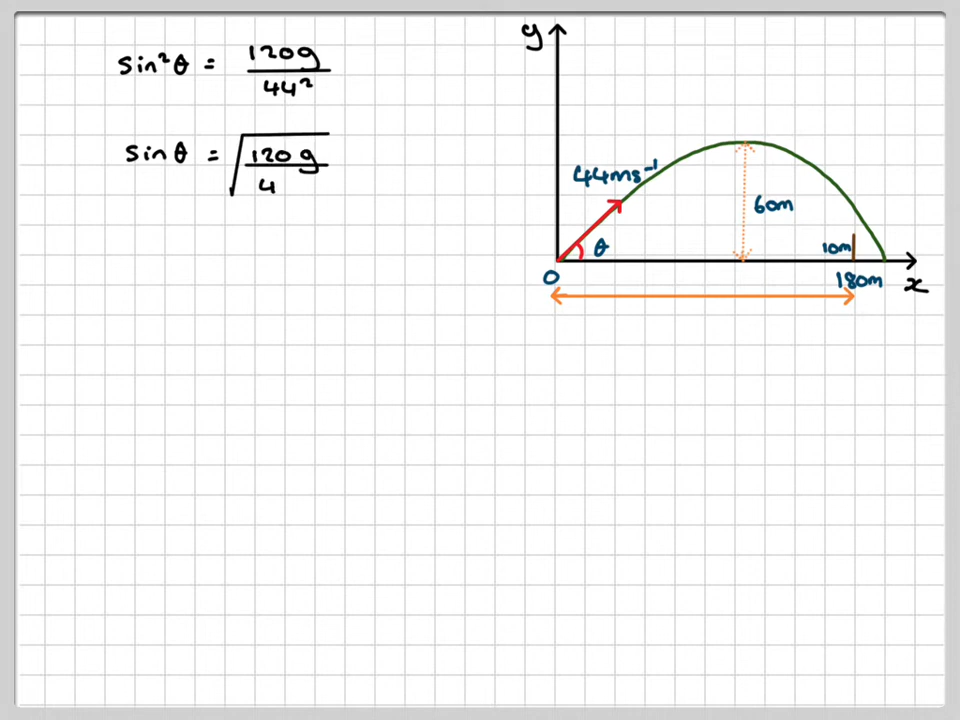 sin²θ = 120g / 44²
sinθ = √(120g / 4)
y
44ms⁻¹
60m
θ
10m
0
180m
x